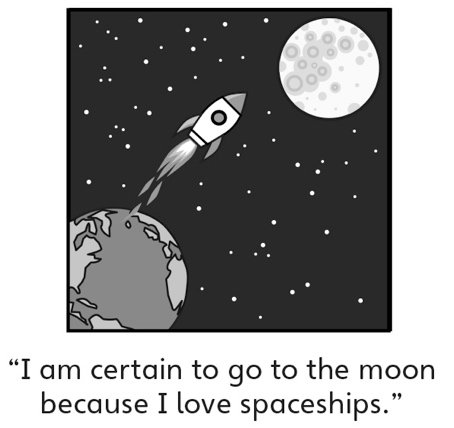 “I am certain to go to the moon
because I love spaceships.”